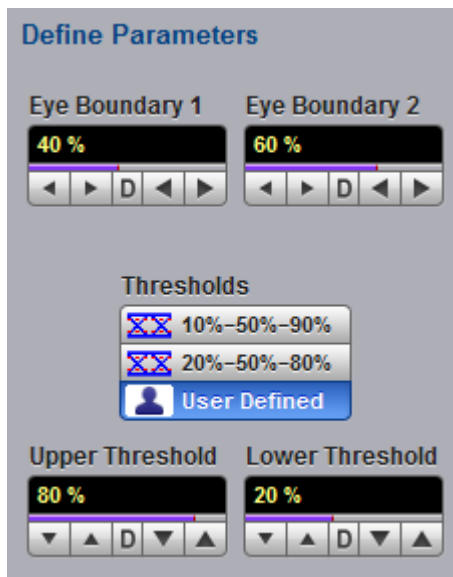 Define Parameters
Eye Boundary 1 Eye Boundary 2
40 % 60 %
D D
Thresholds
10%-50%-90%
20%-50%-80%
User Defined
Upper Threshold Lower Threshold
80 % 20 %
D D